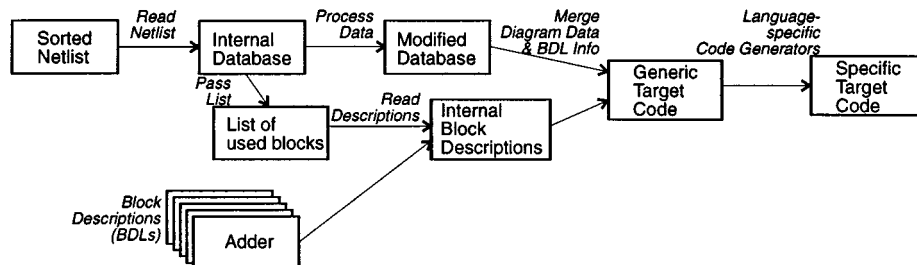 Read
Netlist
Sorted
Netlist
Internal
Database
Process
Data
Modified
Database
Merge
Diagram Data
& BDL Info
Generic
Target
Code
Language-
specific
Code Generators
Specific
Target
Code
Pass
List
List of
used blocks
Read
Descriptions
Internal
Block
Descriptions
Block
Descriptions
(BDLs)
Adder